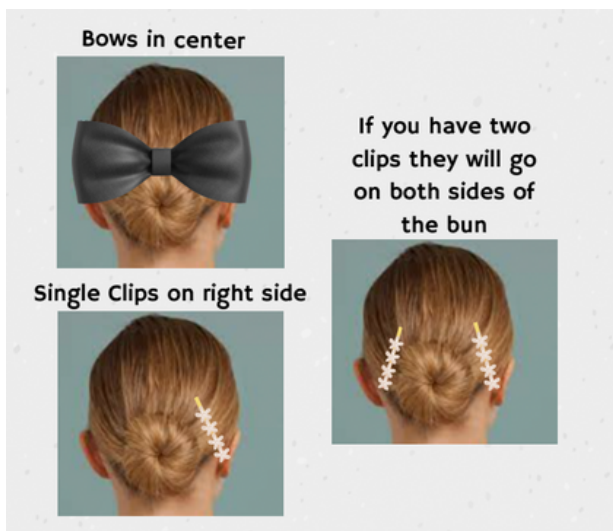 Bows in center
If you have two
clips they will go
on both sides of
the bun
Single Clips on right side